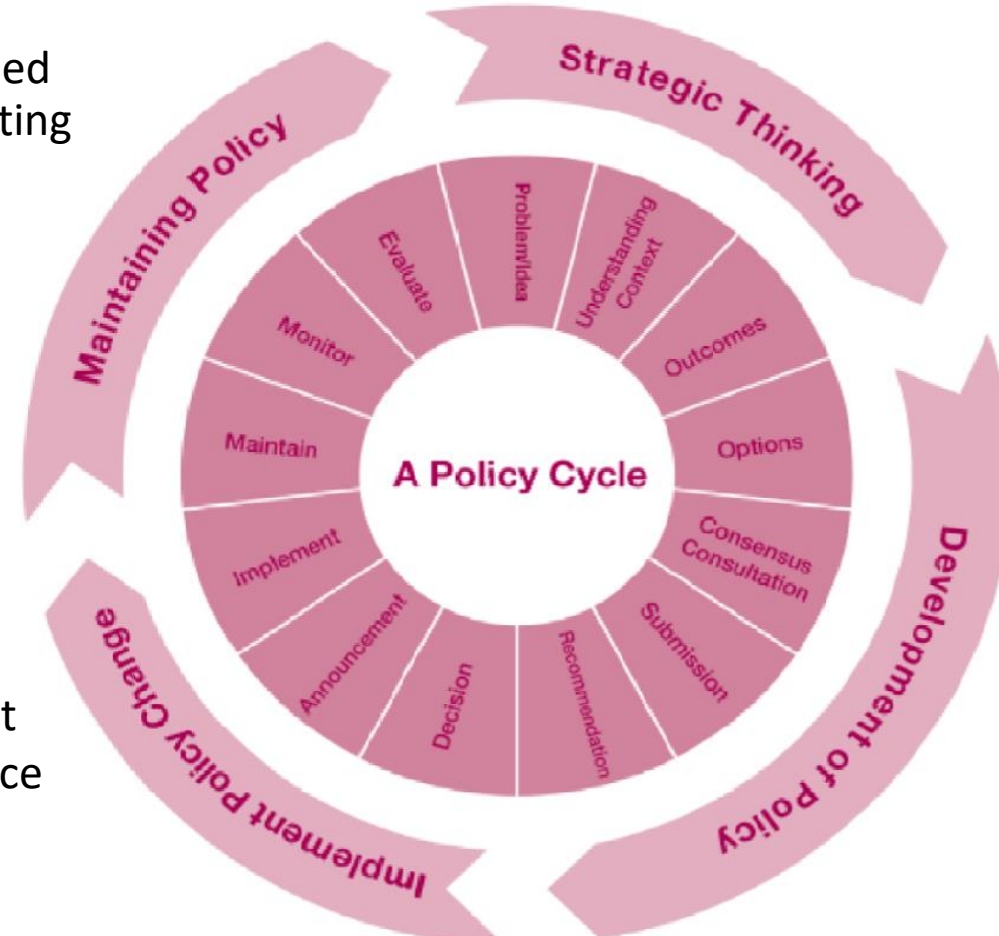 ed
ting
t
ce
Strategic Thinking
Development of Policy
Implement Policy Change
Maintaining Policy
Problem/Idea
Understanding
Context
Outcomes
Options
Consensus
Consultation
Submission
Recommendation
Decision
Announcement
Implement
Maintain
Monitor
Evaluate
A Policy Cycle